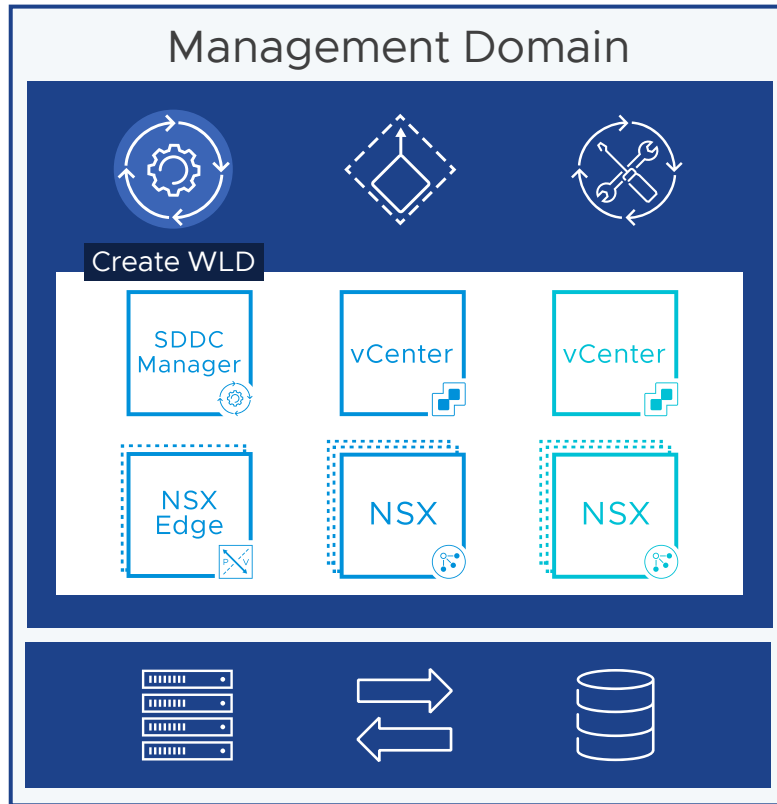 Management Domain
Create WLD
SDDC
Manager
vCenter
vCenter
NSX
Edge
P V
NSX
NSX